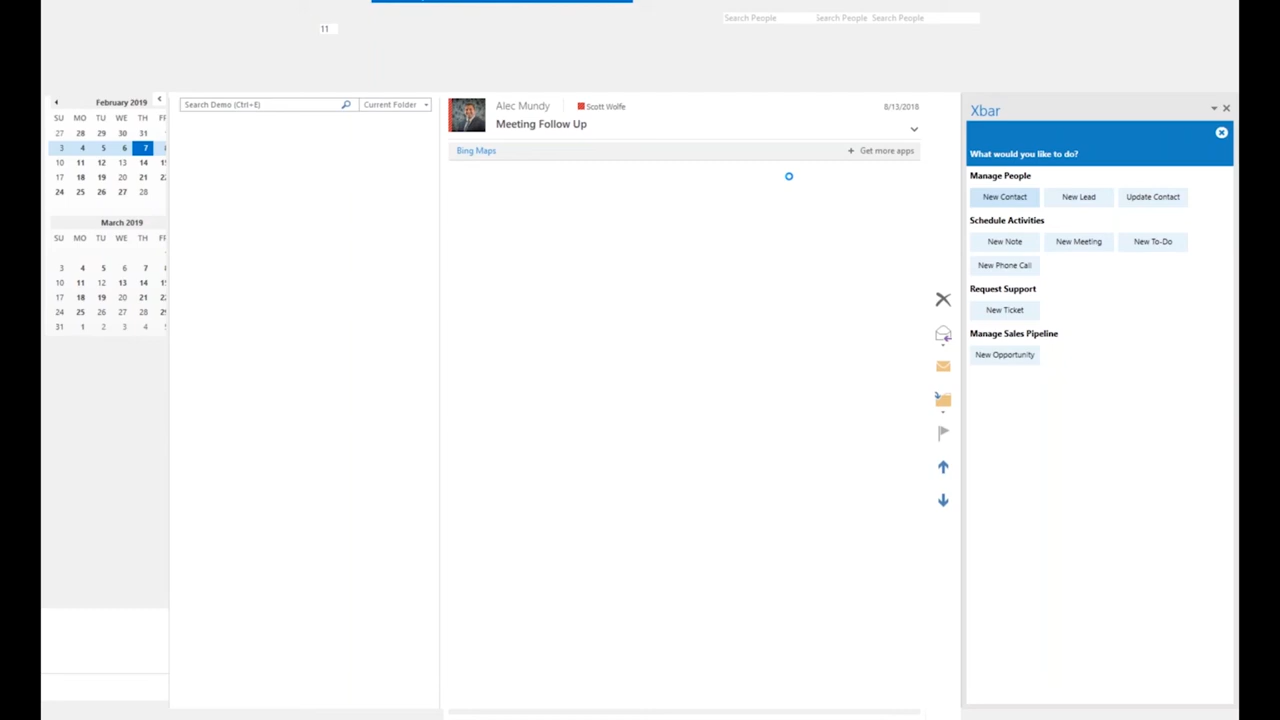 Search People Search People Search People
11
February 2019
SU MO TU WE TH FR
27 28 29 30 31
3 4 5 6 7
10 11 12 13 14
17 18 19 20 21
24 25 26 27 28
March 2019
SU MO TU WE TH FR
3 4 5 6 7
10 11 12 13 14
17 18 19 20 21
24 25 26 27 28
31 1 2 3 4
Search Demo (Ctrl+E) Current Folder
Alec Mundy Scott Wolfe 8/13/2018
Meeting Follow Up
Bing Maps + Get more apps
Xbar
What would you like to do?
Manage People
New Contact New Lead Update Contact
Schedule Activities
New Note New Meeting New To-Do
New Phone Call
Request Support
New Ticket
Manage Sales Pipeline
New Opportunity